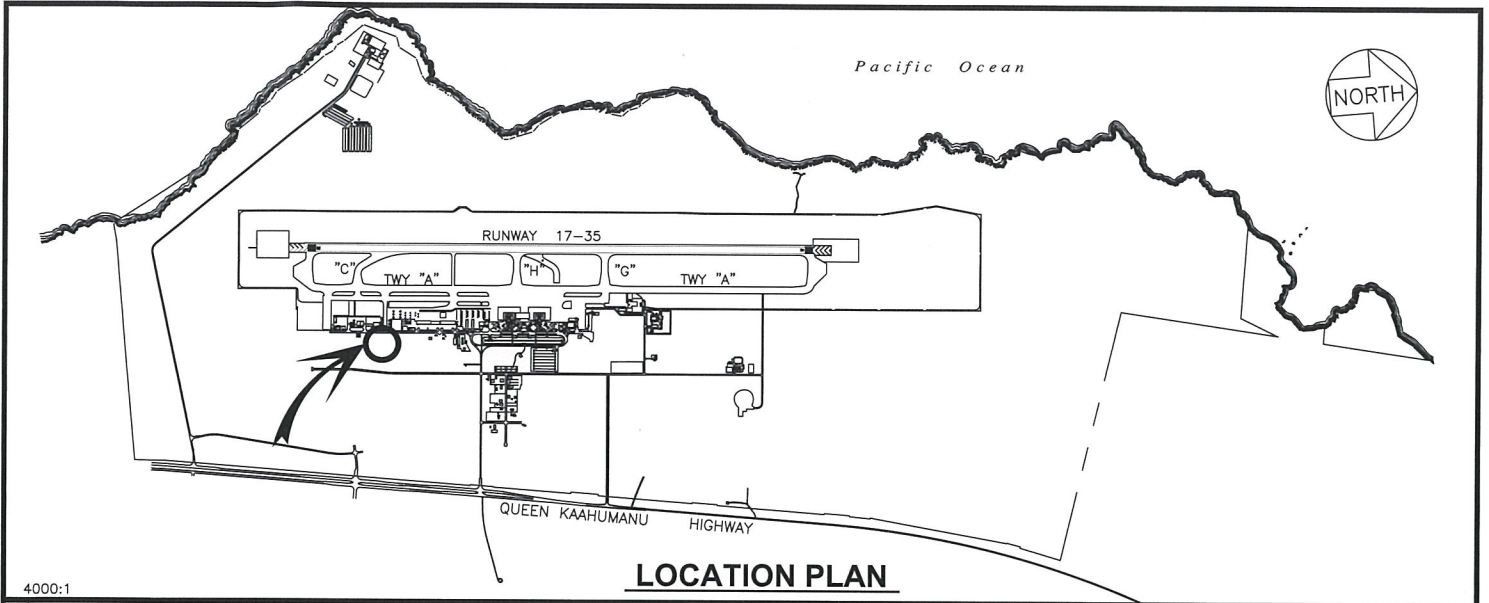 Pacific Ocean
NORTH
RUNWAY 17-35
"C"
TWY "A"
"H"
"G"
TWY "A"
QUEEN KAAHUMANU HIGHWAY
LOCATION PLAN
4000:1